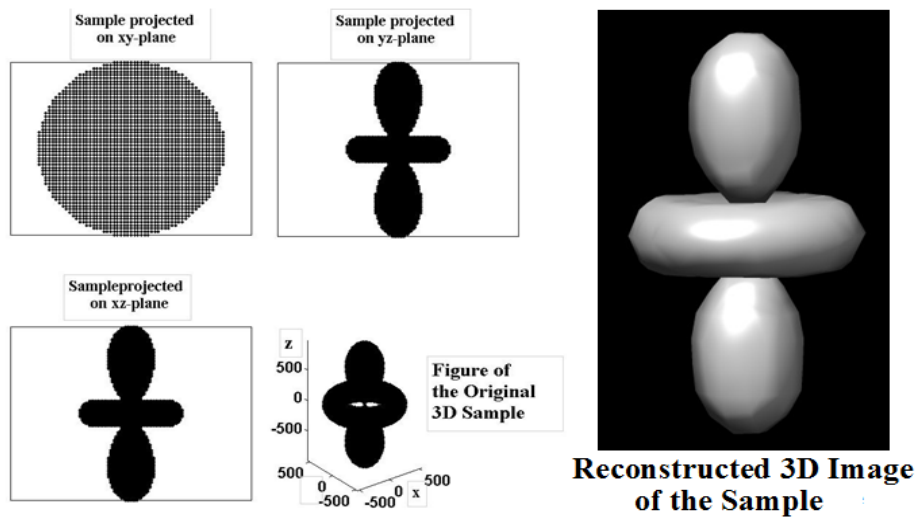 Sample projected
on xy-plane
Sample projected
on yz-plane
Sampleprojected
on xz-plane
z
500
0
-500
500
0
-500
-500
0
x
500
Figure of
the Original
3D Sample
Reconstructed 3D Image
of the Sample